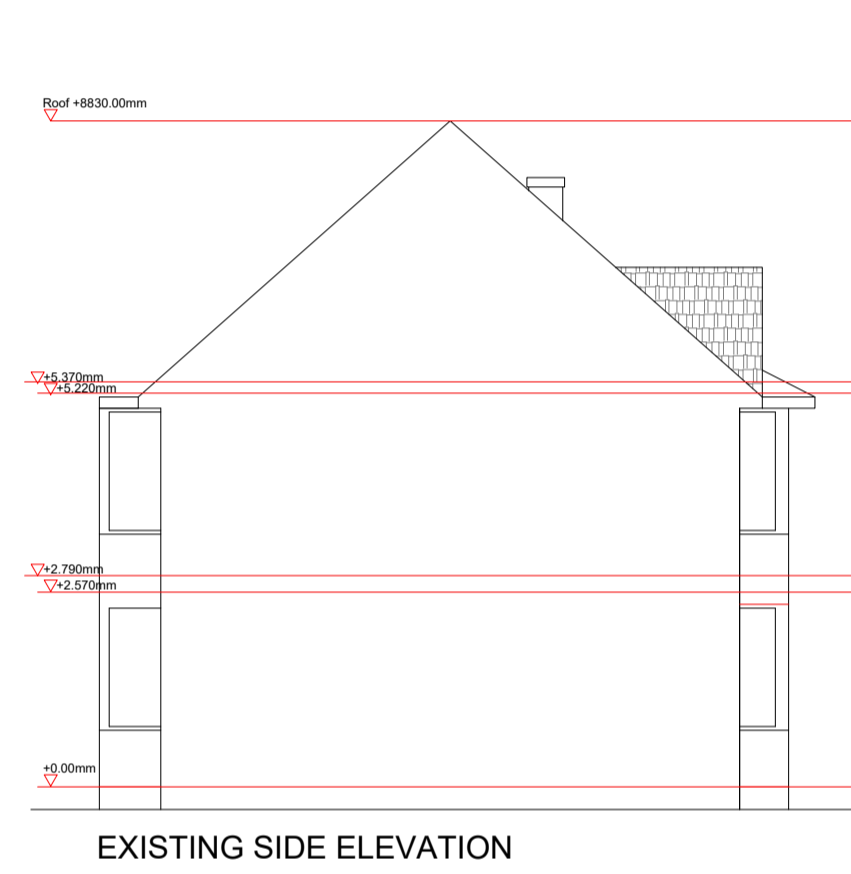 Roof +8830.00mm
+5.370mm
+5.220mm
+2.790mm
+2.570mm
+0.00mm
EXISTING SIDE ELEVATION